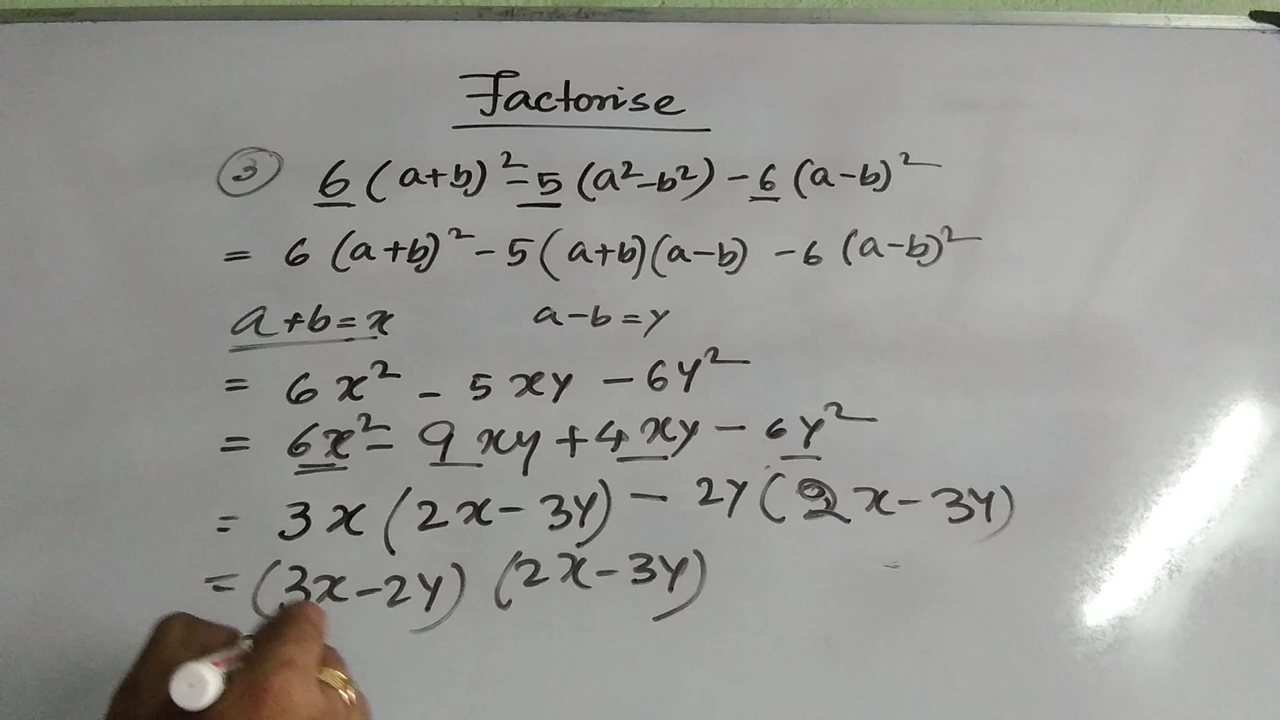 Factorise
③ 6(a+b)² - 5(a²-b²) - 6(a-b)²
= 6(a+b)² - 5(a+b)(a-b) - 6(a-b)²
a+b=x a-b=y
= 6x² - 5xy - 6y²
= 6x² - 9xy + 4xy - 6y²
= 3x(2x-3y) - 2y(2x-3y)
= (3x-2y)(2x-3y)